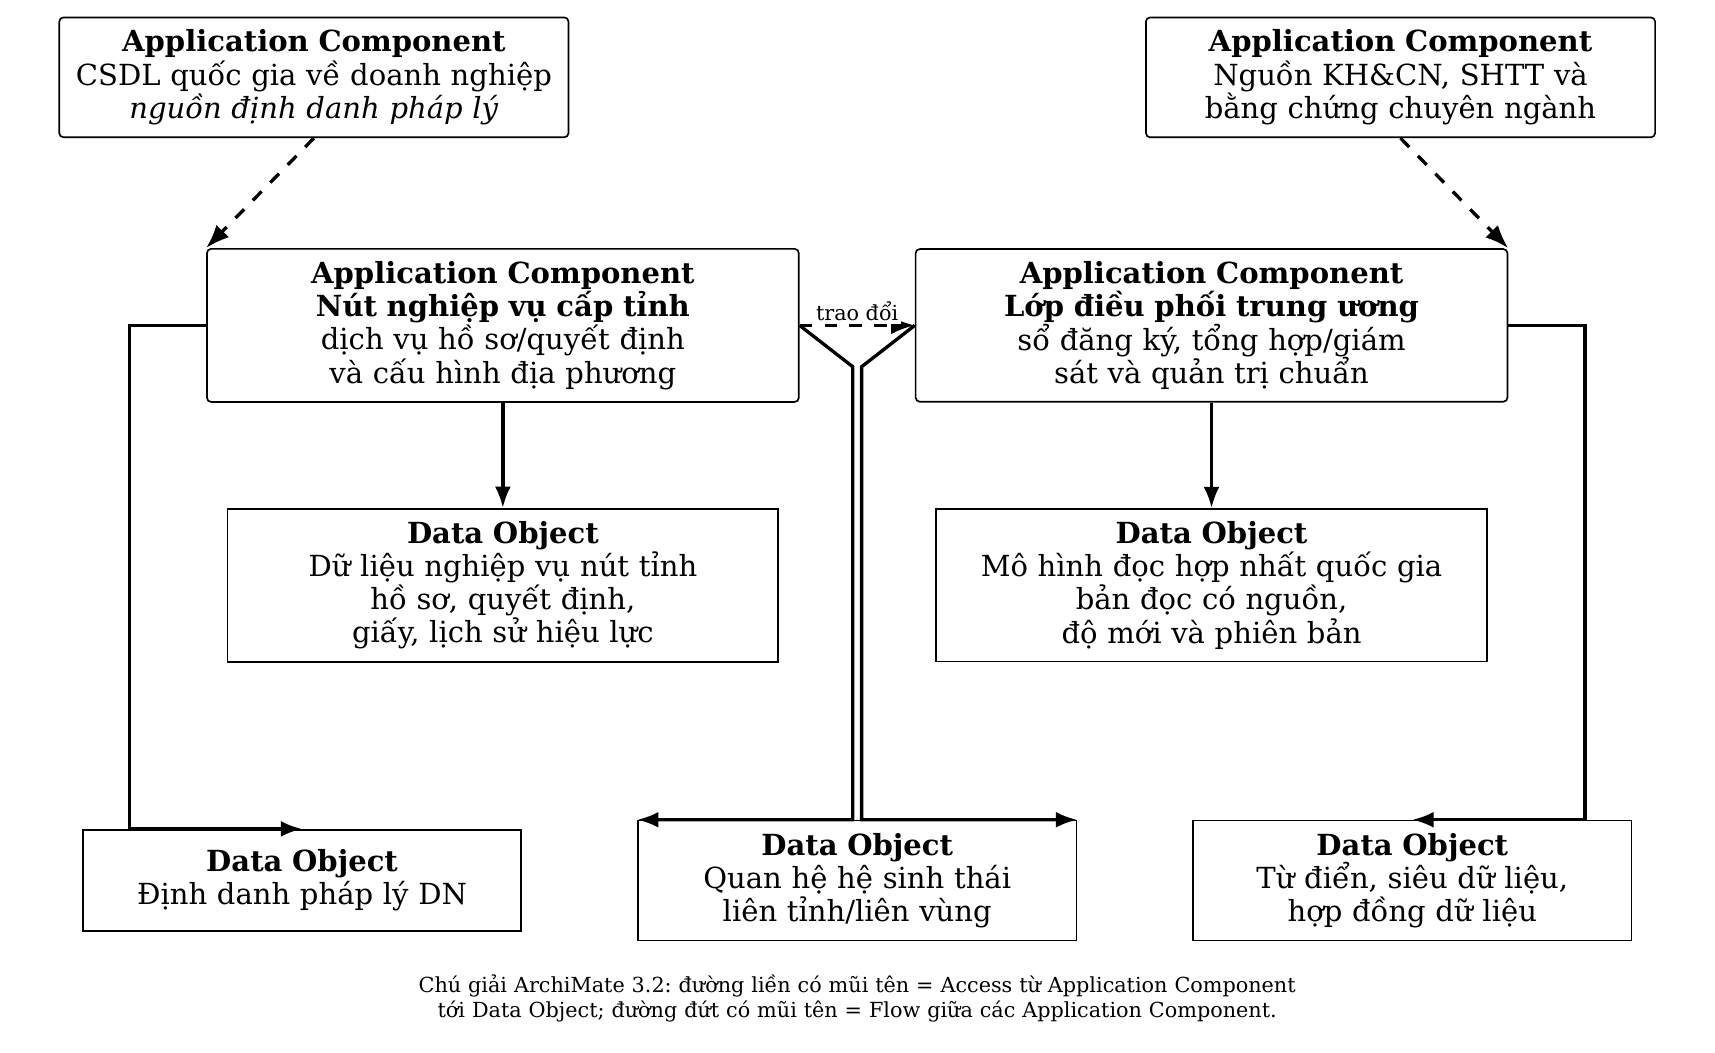 Application Component
CSDL quốc gia về doanh nghiệp
nguồn định danh pháp lý
Application Component
Nguồn KH&CN, SHTT và
bằng chứng chuyên ngành
Application Component
Nút nghiệp vụ cấp tỉnh
dịch vụ hồ sơ/quyết định
và cấu hình địa phương
trao đổi
Application Component
Lớp điều phối trung ương
sổ đăng ký, tổng hợp/giám
sát và quản trị chuẩn
Data Object
Dữ liệu nghiệp vụ nút tỉnh
hồ sơ, quyết định,
giấy, lịch sử hiệu lực
Data Object
Mô hình đọc hợp nhất quốc gia
bản đọc có nguồn,
độ mới và phiên bản
Data Object
Định danh pháp lý DN
Data Object
Quan hệ hệ sinh thái
liên tỉnh/liên vùng
Data Object
Từ điển, siêu dữ liệu,
hợp đồng dữ liệu
Chú giải ArchiMate 3.2: đường liền có mũi tên = Access từ Application Component
tới Data Object; đường đứt có mũi tên = Flow giữa các Application Component.